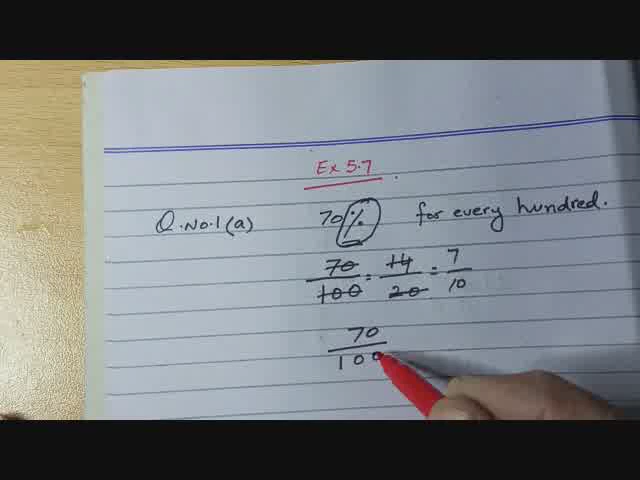 Ex 5.7
Q.No.1(a) 70% for every hundred.
70/100 = 14/20 = 7/10
70/100